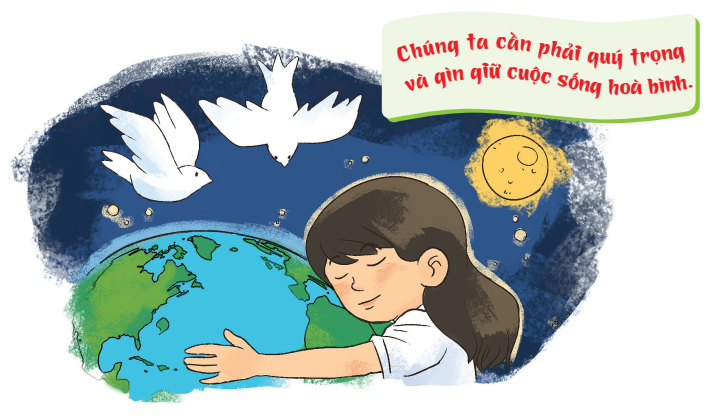 Chúng ta cần phải quý trọng
và gìn giữ cuộc sống hoà bình.